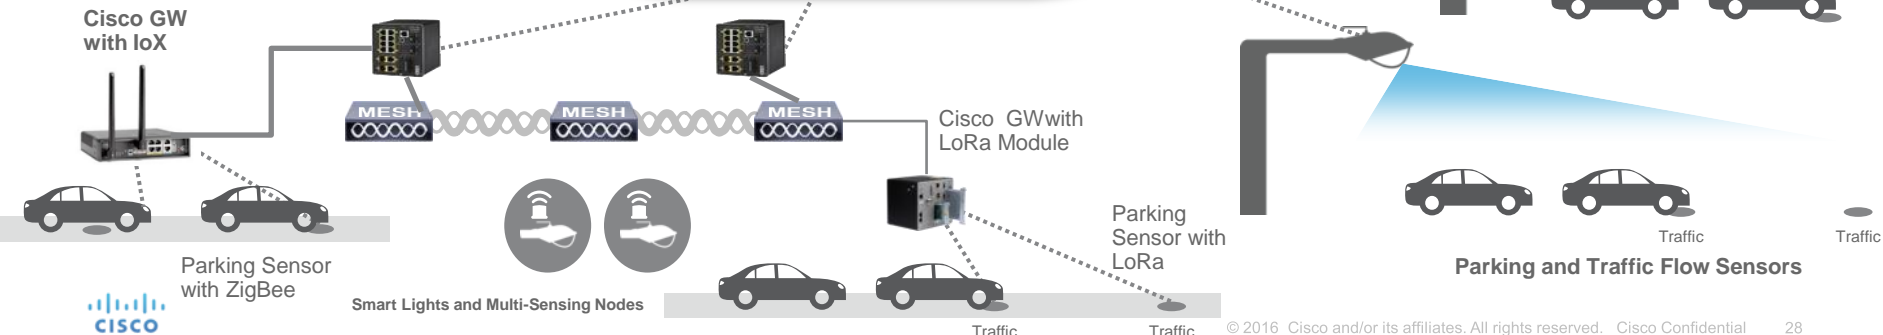 Cisco GW
with IoX
MESH
MESH
MESH
Cisco GWwith
LoRa Module
Parking
Sensor with
LoRa
Parking Sensor
with ZigBee
Smart Lights and Multi-Sensing Nodes
Traffic
Traffic
Traffic
Traffic
Parking and Traffic Flow Sensors
CISCO
© 2016 Cisco and/or its affiliates. All rights reserved. Cisco Confidential 28